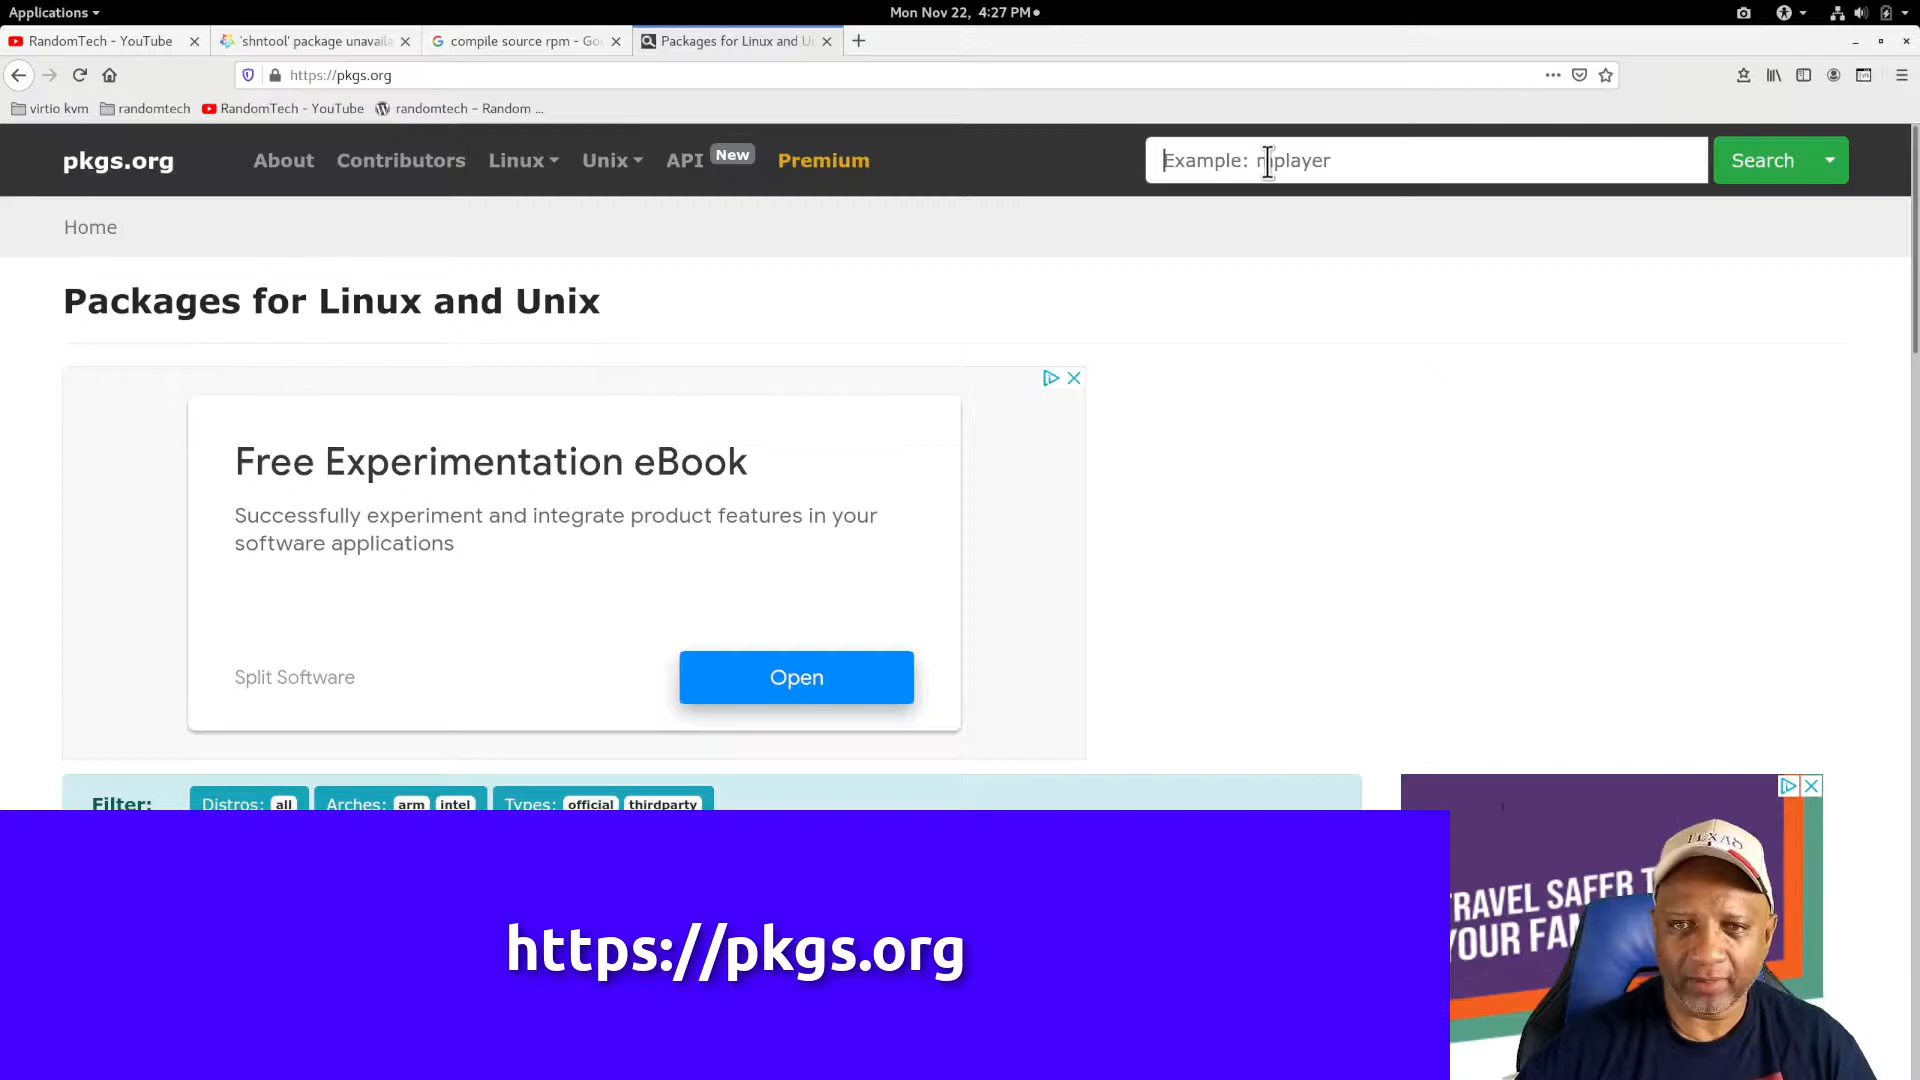 Applications
Mon Nov 22, 4:27 PM
RandomTech - YouTube
'shntool' package unavaila
compile source rpm - Go
Packages for Linux and U
https://pkgs.org
virtio kvm
randomtech
RandomTech - YouTube
randomtech – Random ...
pkgs.org
About
Contributors
Linux
Unix
API
New
Premium
Example: mplayer
Search
Home
Packages for Linux and Unix
Free Experimentation eBook
Successfully experiment and integrate product features in your
software applications
Split Software
Open
Filter:
Distros: all
Arches: arm intel
Types: official thirdparty
TRAVEL SAFER
YOUR
TEXAS
https://pkgs.org